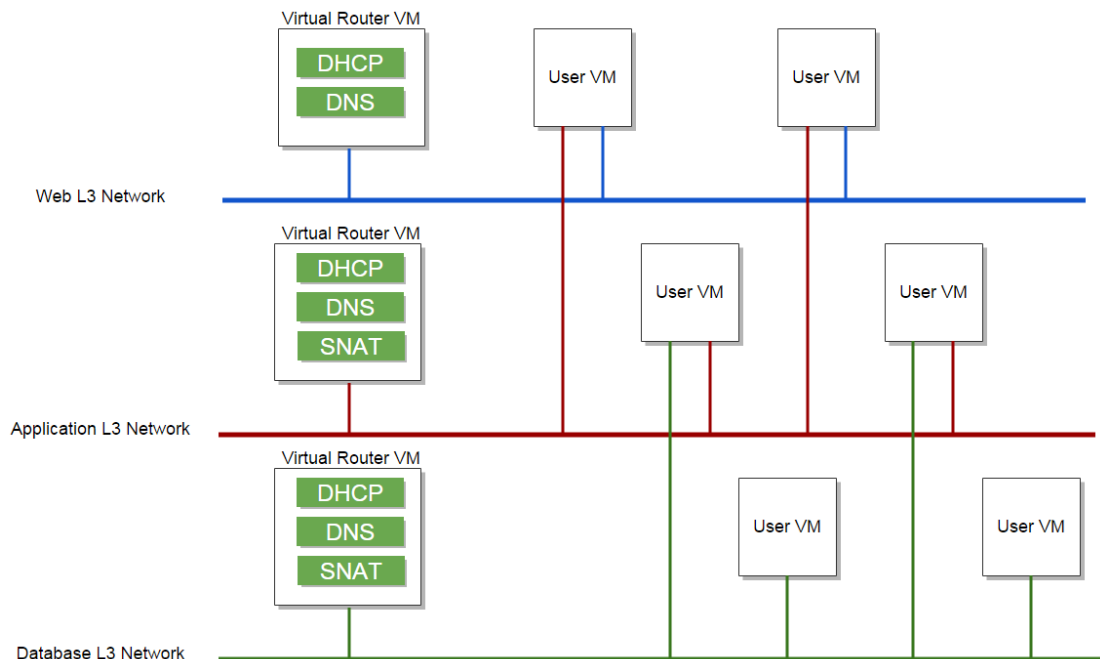 Virtual Router VM
DHCP
DNS
User VM
User VM
Web L3 Network
Virtual Router VM
DHCP
DNS
SNAT
User VM
User VM
Application L3 Network
Virtual Router VM
DHCP
DNS
SNAT
User VM
User VM
Database L3 Network